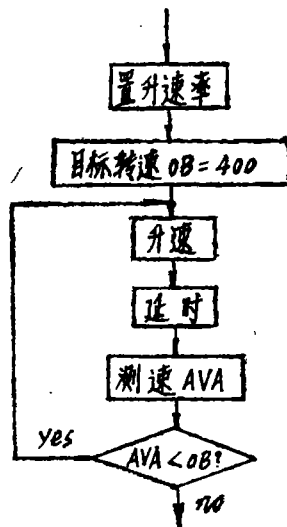 置升速率
目标转速 OB = 400
升速
延时
测速 AVA
AVA < OB?
yes
no